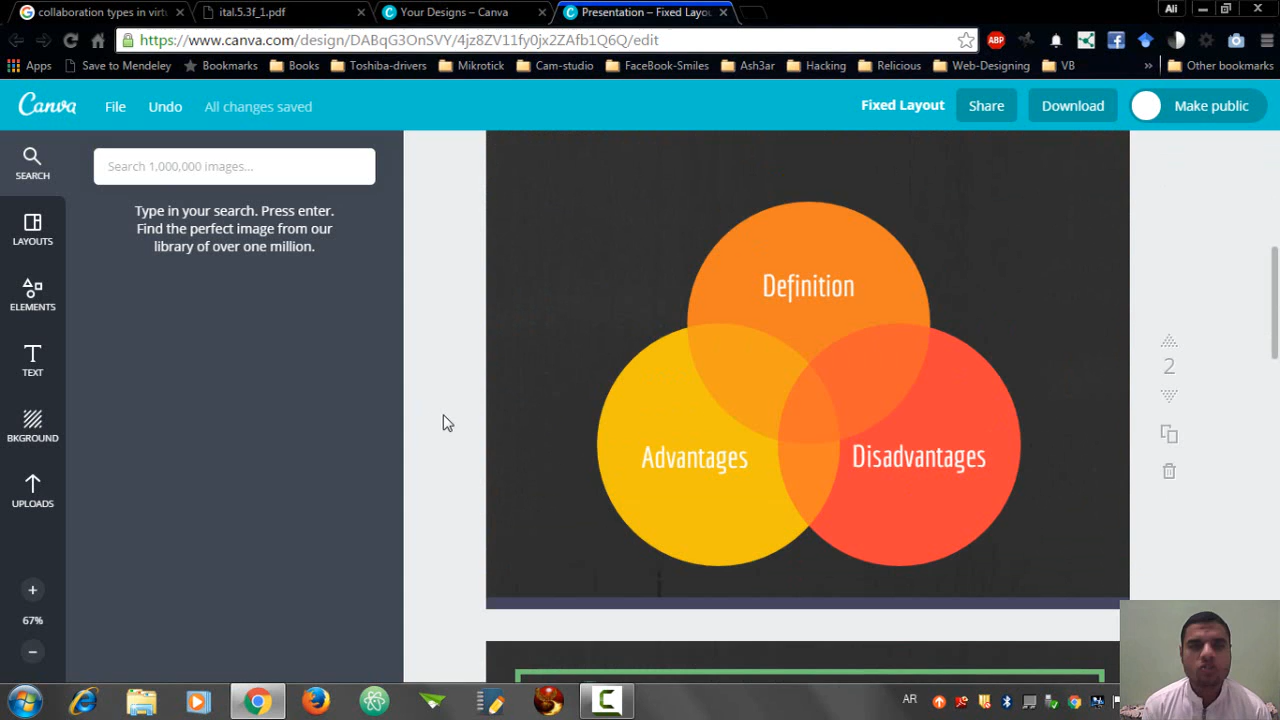 collaboration types in virtu
ital.5.3f_1.pdf
Your Designs – Canva
Presentation – Fixed Layou
Ali
https://www.canva.com/design/DABqG3OnSVY/4jz8ZV11fy0jx2ZAfb1Q6Q/edit
ABP
Apps
Save to Mendeley
Bookmarks
Books
Toshiba-drivers
Mikrotick
Cam-studio
FaceBook-Smiles
Ash3ar
Hacking
Relicious
Web-Designing
VB
»
Other bookmarks
Canva
File
Undo
All changes saved
Fixed Layout
Share
Download
Make public
SEARCH
Search 1,000,000 images...
Type in your search. Press enter.
Find the perfect image from our
library of over one million.
LAYOUTS
ELEMENTS
TEXT
BKGROUND
UPLOADS
67%
Definition
Advantages
Disadvantages
2
AR